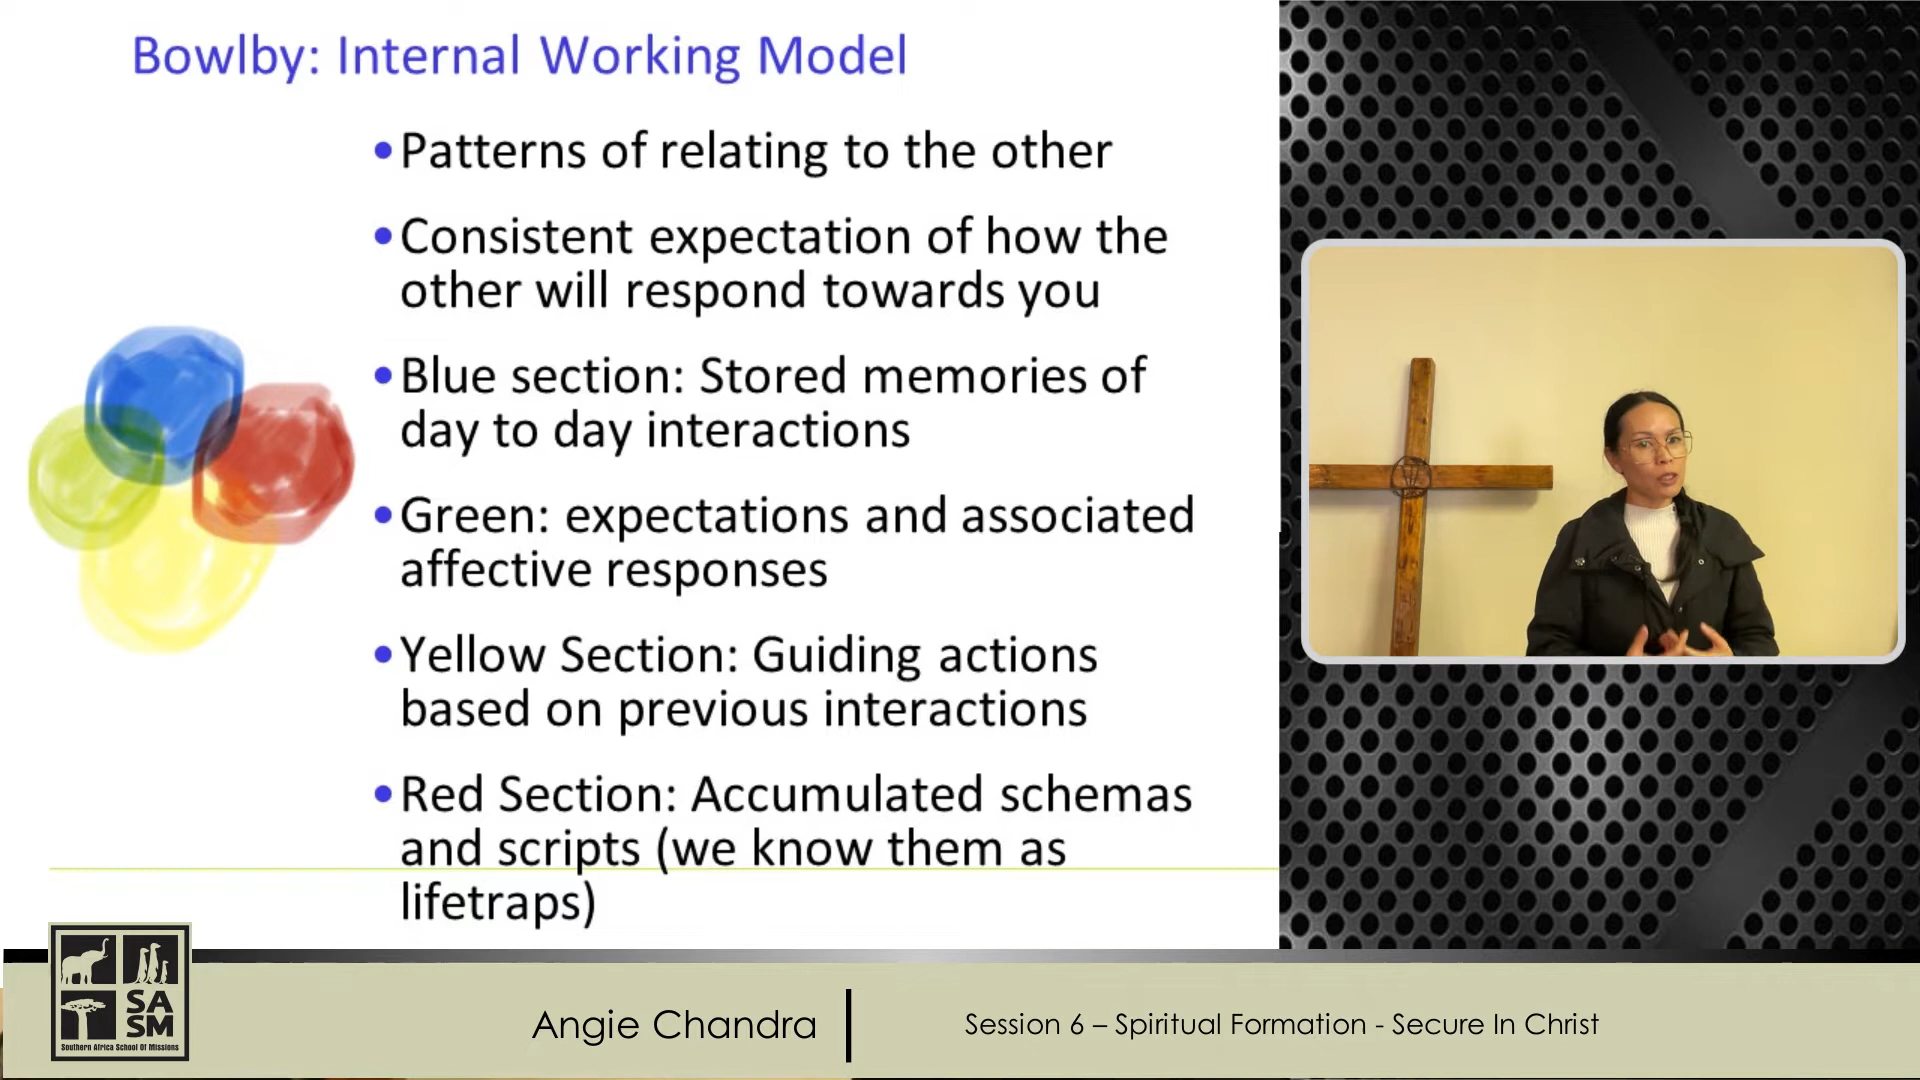 Bowlby: Internal Working Model
•Patterns of relating to the other
•Consistent expectation of how the
other will respond towards you
•Blue section: Stored memories of
day to day interactions
•Green: expectations and associated
affective responses
•Yellow Section: Guiding actions
based on previous interactions
•Red Section: Accumulated schemas
and scripts (we know them as
lifetraps)
SA
SM
Southern Africa School Of Missions
Angie Chandra
Session 6 – Spiritual Formation - Secure In Christ